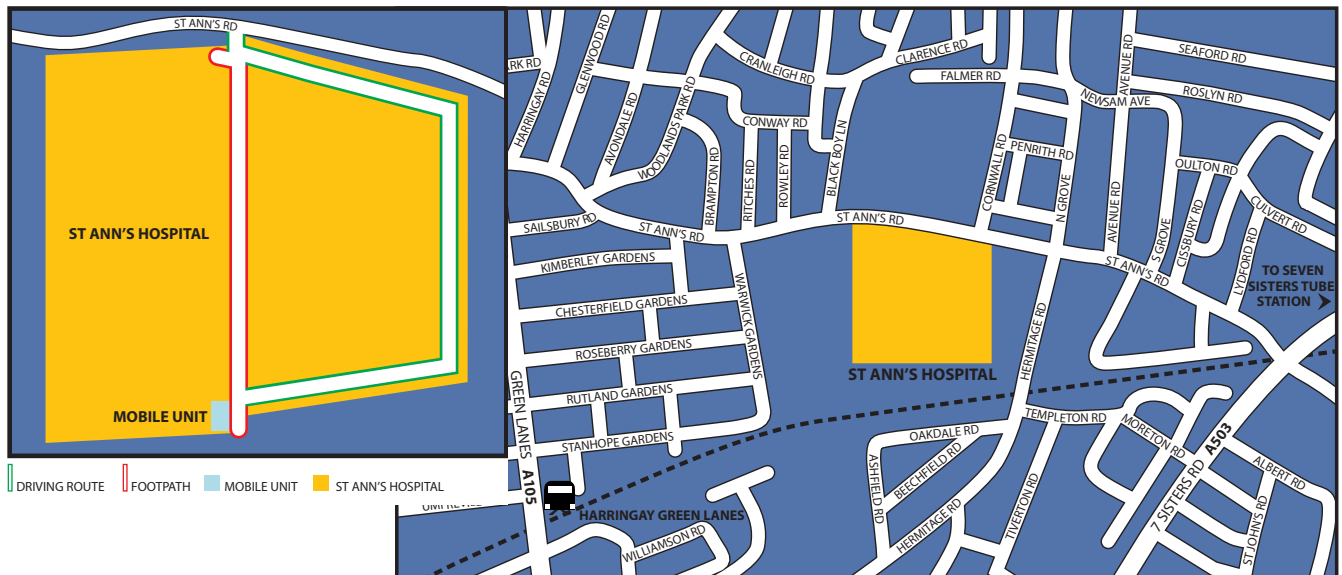 ST ANN'S RD
ST ANN'S HOSPITAL
MOBILE UNIT
DRIVING ROUTE
FOOTPATH
MOBILE UNIT
ST ANN'S HOSPITAL
ARK RD
HARRINGAY RD
GLENWOOD RD
AVONDALE RD
WOODLANDS PARK RD
CRANLEIGH RD
CONWAY RD
BRAMPTON RD
RITCHES RD
ROWLEY RD
BLACK BOY LN
CLARENCE RD
FALMER RD
CORNWALL RD
PENRITH RD
N GROVE
NEWSAM AVE
AVENUE RD
AVENUE RD
SEAFORD RD
ROSLYN RD
S GROVE
OULTON RD
CISSBURY RD
CULVERT RD
LYDFORD RD
SAILSBURY RD
ST ANN'S RD
ST ANN'S RD
ST ANN'S RD
TO SEVEN
SISTERS TUBE
STATION
KIMBERLEY GARDENS
CHESTERFIELD GARDENS
ROSEBERRY GARDENS
RUTLAND GARDENS
STANHOPE GARDENS
WARWICK GARDENS
ST ANN'S HOSPITAL
HERMITAGE RD
GREEN LANES A105
HARRINGAY GREEN LANES
WILLIAMSON RD
OAKDALE RD
ASHFIELD RD
BEECHFIELD RD
HERMITAGE RD
TIVERTON RD
TEMPLETON RD
MORETON RD
7 SISTERS RD A503
ALBERT RD
ST JOHN'S RD